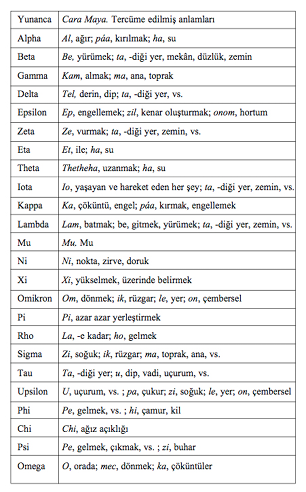 Yunanca Cara Maya. Tercüme edilmiş anlamları
Alpha Al, ağır; páa, kırılmak; ha, su
Beta Be, yürümek; ta, -diği yer, mekân, düzlük, zemin
Gamma Kam, almak; ma, ana, toprak
Delta Tel, derin, dip; ta, -diği yer, vs.
Epsilon Ep, engellemek; zil, kenar oluşturmak; onom, hortum
Zeta Ze, vurmak; ta, -diği yer, zemin, vs.
Eta Et, ile; ha, su
Theta Thetheha, uzanmak; ha, su
Iota Io, yaşayan ve hareket eden her şey; ta, -diği yer, zemin, vs.
Kappa Ka, çöküntü, engel; páa, kırmak, engellemek
Lambda Lam, batmak; be, gitmek, yürümek; ta, -diği yer, zemin, vs.
Mu Mu. Mu
Ni Ni, nokta, zirve, doruk
Xi Xi, yükselmek, üzerinde belirmek
Omikron Om, dönmek; ik, rüzgar; le, yer; on, çembersel
Pi Pi, azar azar yerleştirmek
Rho La, -e kadar; ho, gelmek
Sigma Zi, soğuk; ik, rüzgar; ma, toprak, ana, vs.
Tau Ta, -diği yer; u, dip, vadi, uçurum, vs.
Upsilon U, uçurum, vs. ; pa, çukur; zi, soğuk; le, yer; on, çembersel
Phi Pe, gelmek, vs. ; hi, çamur, kil
Chi Chi, ağız açıklığı
Psi Pe, gelmek, çıkmak, vs. ; zi, buhar
Omega O, orada; mec, dönmek; ka, çöküntüler